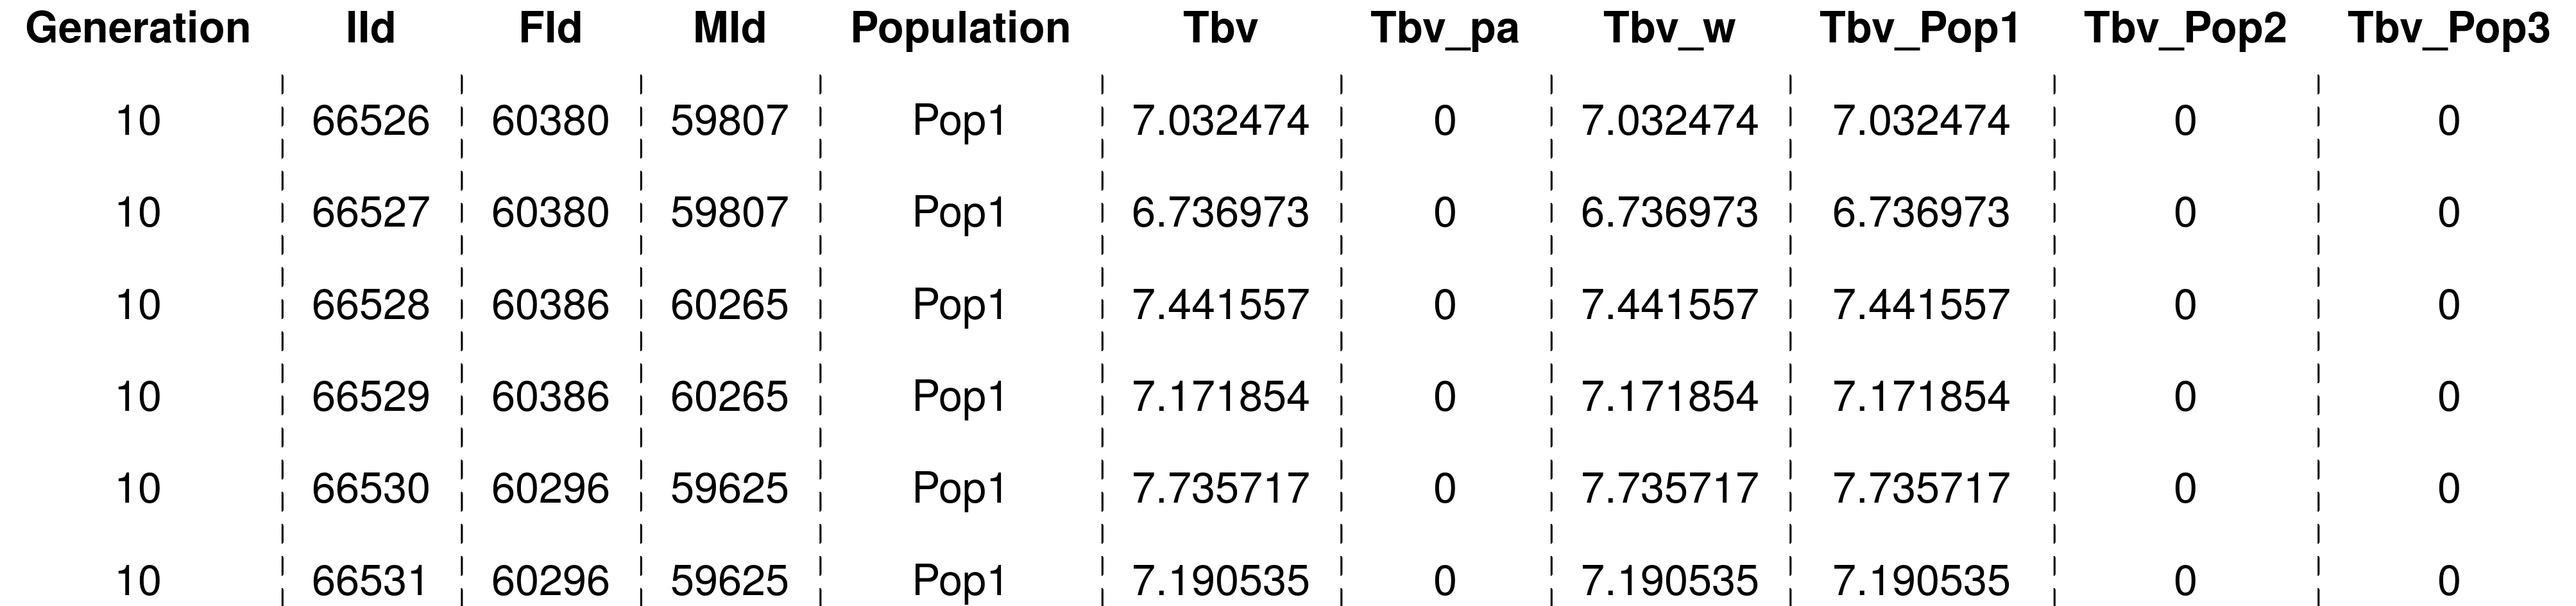 Generation IId FId MId Population Tbv Tbv_pa Tbv_w Tbv_Pop1 Tbv_Pop2 Tbv_Pop3
10 66526 60380 59807 Pop1 7.032474 0 7.032474 7.032474 0 0
10 66527 60380 59807 Pop1 6.736973 0 6.736973 6.736973 0 0
10 66528 60386 60265 Pop1 7.441557 0 7.441557 7.441557 0 0
10 66529 60386 60265 Pop1 7.171854 0 7.171854 7.171854 0 0
10 66530 60296 59625 Pop1 7.735717 0 7.735717 7.735717 0 0
10 66531 60296 59625 Pop1 7.190535 0 7.190535 7.190535 0 0